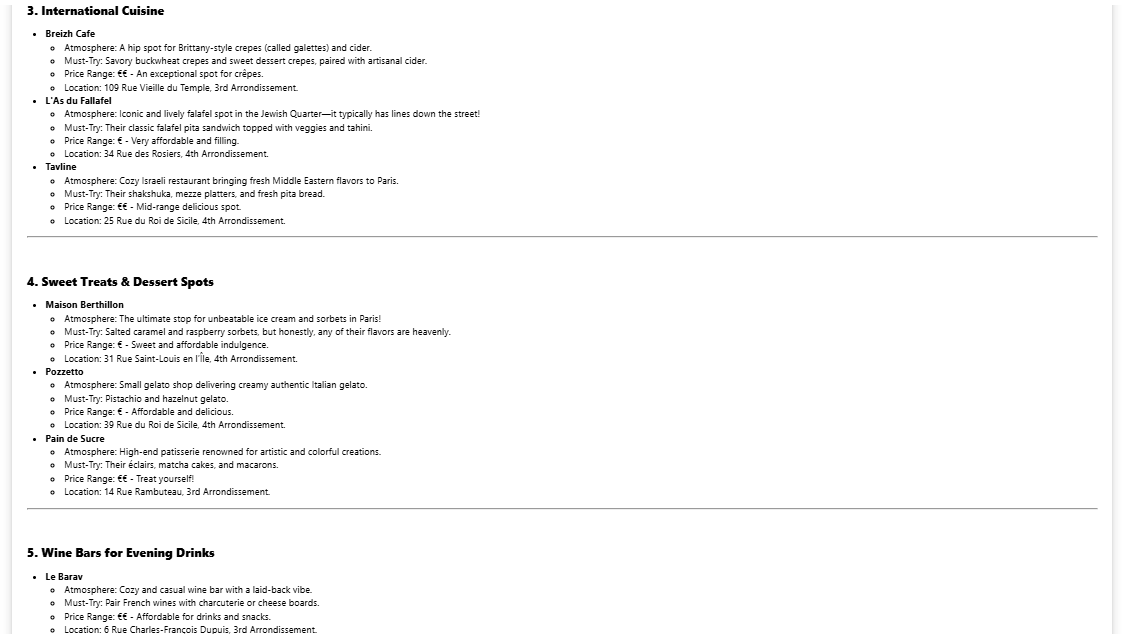 3. International Cuisine
Breizh Cafe
Atmosphere: A hip spot for Brittany-style crepes (called galettes) and cider.
Must-Try: Savory buckwheat crepes and sweet dessert crepes, paired with artisanal cider.
Price Range: €€ - An exceptional spot for crêpes.
Location: 109 Rue Vieille du Temple, 3rd Arrondissement.
L'As du Fallafel
Atmosphere: Iconic and lively falafel spot in the Jewish Quarter—it typically has lines down the street!
Must-Try: Their classic falafel pita sandwich topped with veggies and tahini.
Price Range: € - Very affordable and filling.
Location: 34 Rue des Rosiers, 4th Arrondissement.
Tavline
Atmosphere: Cozy Israeli restaurant bringing fresh Middle Eastern flavors to Paris.
Must-Try: Their shakshuka, mezze platters, and fresh pita bread.
Price Range: €€ - Mid-range delicious spot.
Location: 25 Rue du Roi de Sicile, 4th Arrondissement.
4. Sweet Treats & Dessert Spots
Maison Berthillon
Atmosphere: The ultimate stop for unbeatable ice cream and sorbets in Paris!
Must-Try: Salted caramel and raspberry sorbets, but honestly, any of their flavors are heavenly.
Price Range: € - Sweet and affordable indulgence.
Location: 31 Rue Saint-Louis en l'Île, 4th Arrondissement.
Pozzetto
Atmosphere: Small gelato shop delivering creamy authentic Italian gelato.
Must-Try: Pistachio and hazelnut gelato.
Price Range: € - Affordable and delicious.
Location: 39 Rue du Roi de Sicile, 4th Arrondissement.
Pain de Sucre
Atmosphere: High-end patisserie renowned for artistic and colorful creations.
Must-Try: Their éclairs, matcha cakes, and macarons.
Price Range: €€ - Treat yourself!
Location: 14 Rue Rambuteau, 3rd Arrondissement.
5. Wine Bars for Evening Drinks
Le Barav
Atmosphere: Cozy and casual wine bar with a laid-back vibe.
Must-Try: Pair French wines with charcuterie or cheese boards.
Price Range: €€ - Affordable for drinks and snacks.
Location: 6 Rue Charles-François Dupuis, 3rd Arrondissement.